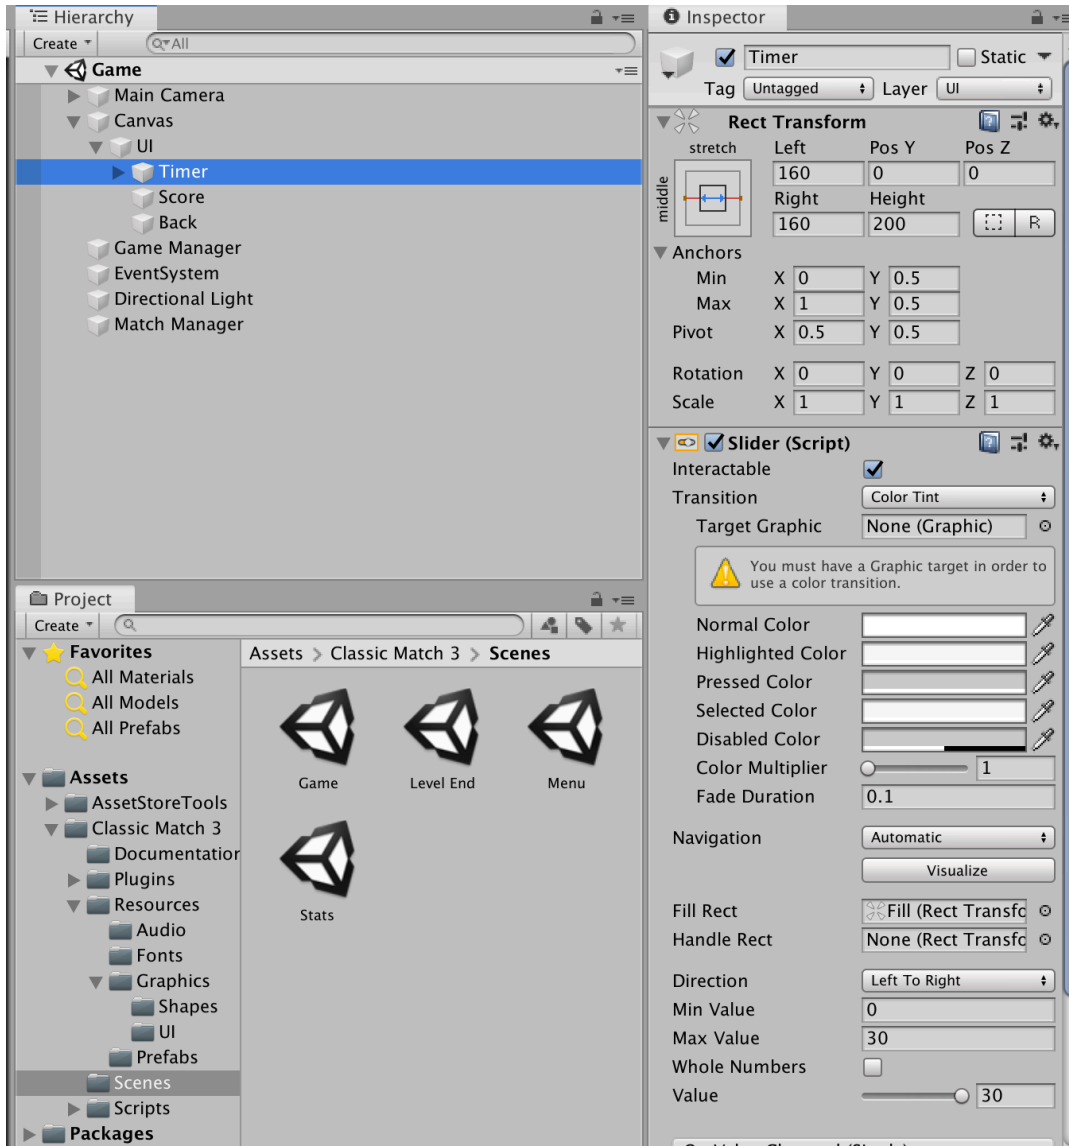 Hierarchy
Create
All
Game
Main Camera
Canvas
UI
Timer
Score
Back
Game Manager
EventSystem
Directional Light
Match Manager
Project
Create
Favorites
All Materials
All Models
All Prefabs
Assets
AssetStoreTools
Classic Match 3
Documentation
Plugins
Resources
Audio
Fonts
Graphics
Shapes
UI
Prefabs
Scenes
Scripts
Packages
Assets > Classic Match 3 > Scenes
Game
Level End
Menu
Stats
Inspector
Timer
Static
Tag Untagged Layer UI
Rect Transform
stretch Left Pos Y Pos Z
middle
160 0 0
Right Height
160 200 R
Anchors
Min X 0 Y 0.5
Max X 1 Y 0.5
Pivot X 0.5 Y 0.5
Rotation X 0 Y 0 Z 0
Scale X 1 Y 1 Z 1
Slider (Script)
Interactable
Transition Color Tint
Target Graphic None (Graphic)
You must have a Graphic target in order to
use a color transition.
Normal Color
Highlighted Color
Pressed Color
Selected Color
Disabled Color
Color Multiplier 1
Fade Duration 0.1
Navigation Automatic
Visualize
Fill Rect Fill (Rect Transfo
Handle Rect None (Rect Transfo
Direction Left To Right
Min Value 0
Max Value 30
Whole Numbers
Value 30